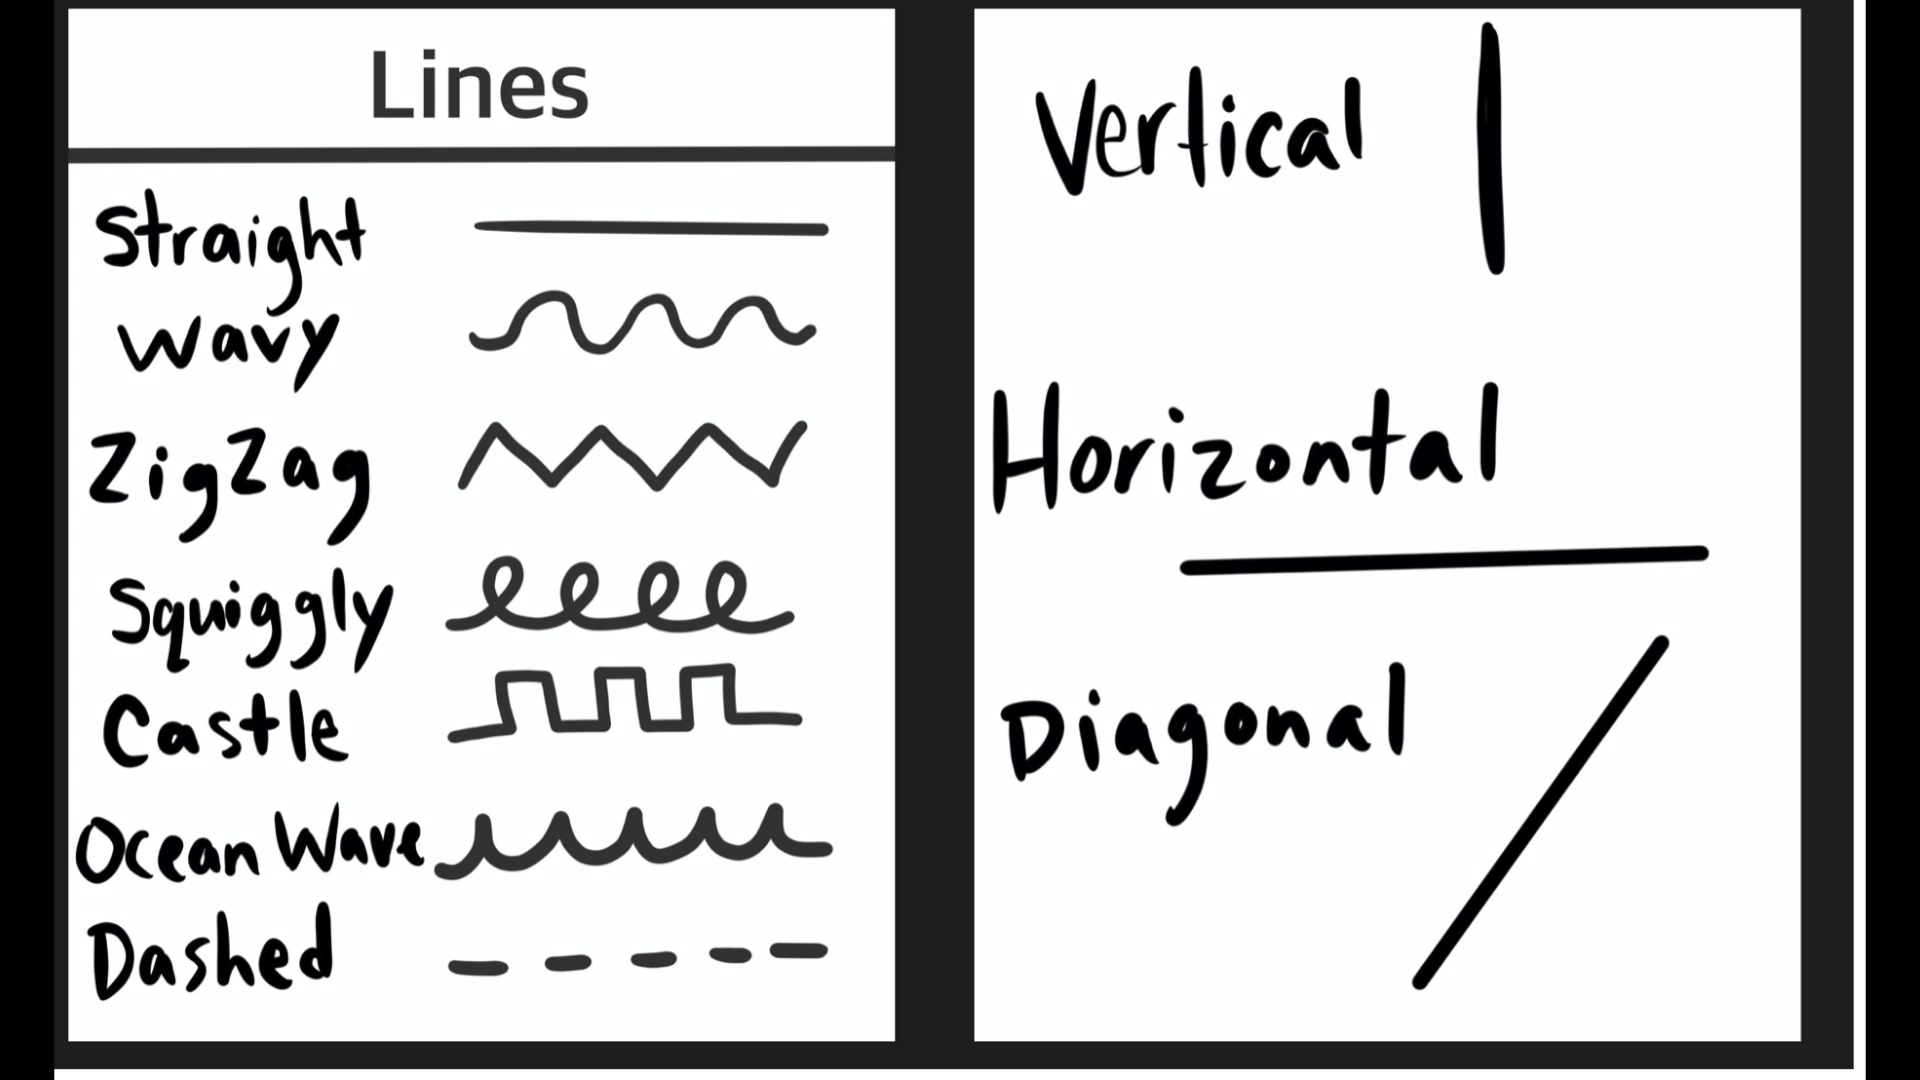 Lines
Straight
Wavy
ZigZag
Squiggly
Castle
Ocean Wave
Dashed
Vertical
Horizontal
Diagonal